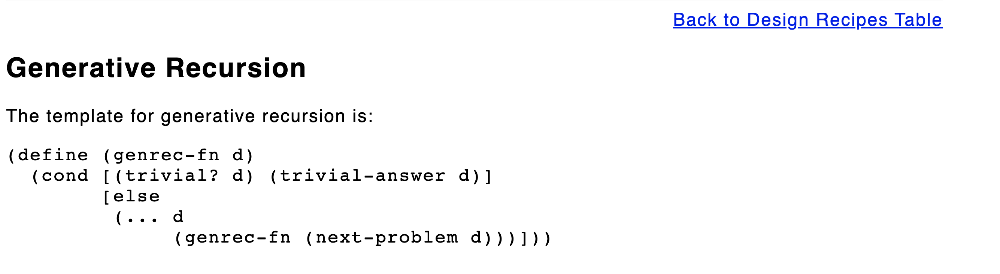 Back to Design Recipes Table
Generative Recursion
The template for generative recursion is:
(define (genrec-fn d)
  (cond [(trivial? d) (trivial-answer d)]
        [else
         (... d
              (genrec-fn (next-problem d)))]))